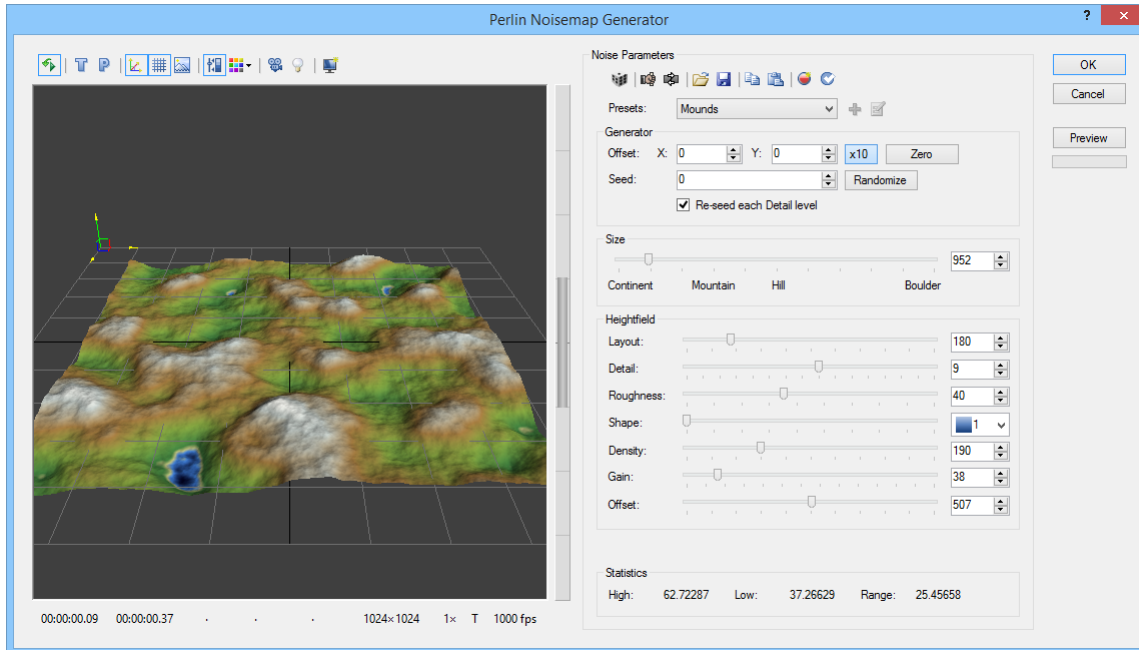 Perlin Noisemap Generator
?
T P
Noise Parameters
Presets: Mounds
Generator
Offset: X: 0 Y: 0 x10 Zero
Seed: 0 Randomize
Re-seed each Detail level
Size
952
Continent Mountain Hill Boulder
Heightfield
Layout: 180
Detail: 9
Roughness: 40
Shape: 1
Density: 190
Gain: 38
Offset: 507
Statistics
High: 62.72287 Low: 37.26629 Range: 25.45658
OK
Cancel
Preview
00:00:00.09 00:00:00.37 . . . 1024×1024 1× T 1000 fps